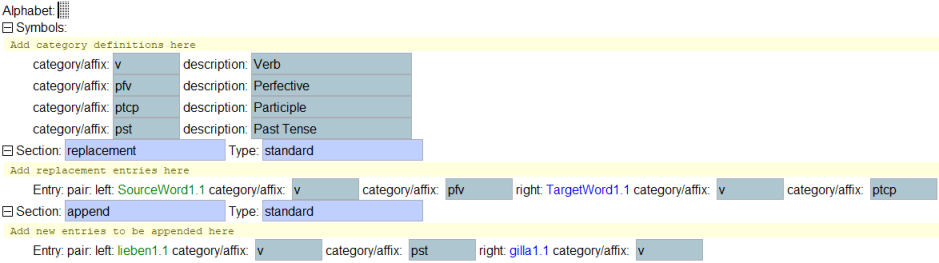 Alphabet:
Symbols:
Add category definitions here
category/affix: v description: Verb
category/affix: pfv description: Perfective
category/affix: ptcp description: Participle
category/affix: pst description: Past Tense
Section: replacement Type: standard
Add replacement entries here
Entry: pair: left: SourceWord1.1 category/affix: v category/affix: pfv right: TargetWord1.1 category/affix: v category/affix: ptcp
Section: append Type: standard
Add new entries to be appended here
Entry: pair: left: lieben1.1 category/affix: v category/affix: pst right: gilla1.1 category/affix: v